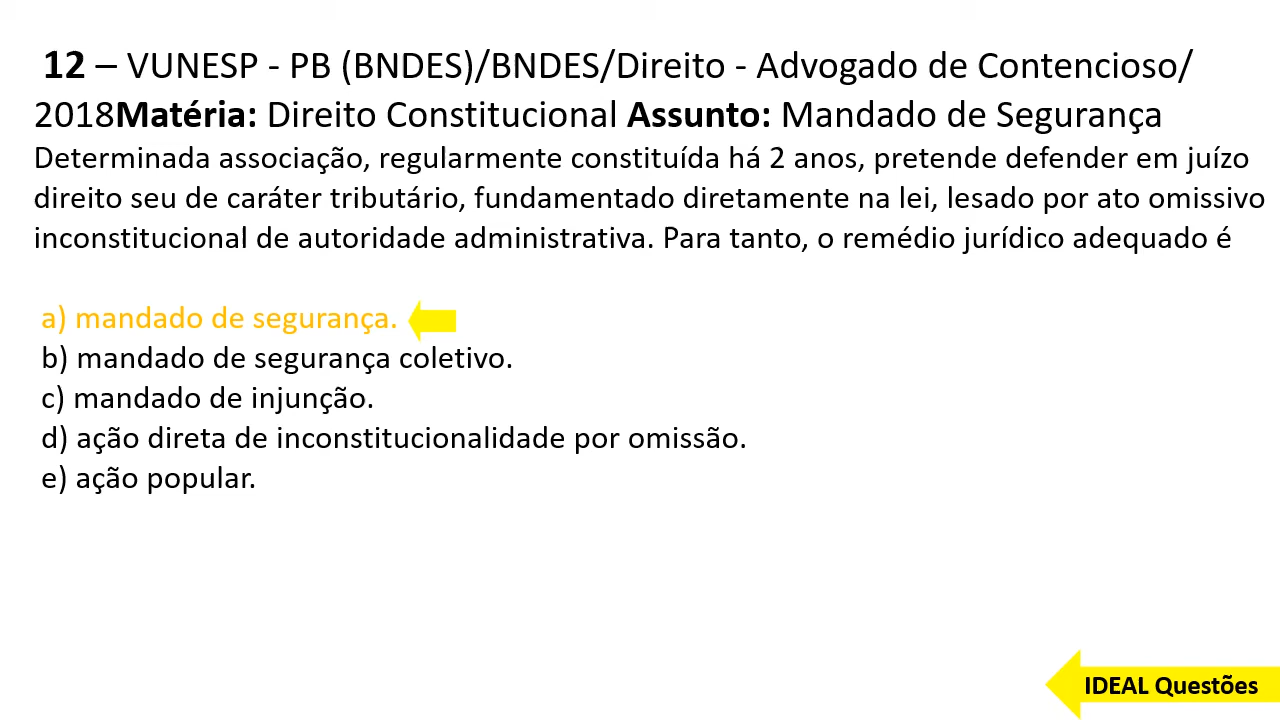 12 – VUNESP - PB (BNDES)/BNDES/Direito - Advogado de Contencioso/
2018Matéria: Direito Constitucional Assunto: Mandado de Segurança
Determinada associação, regularmente constituída há 2 anos, pretende defender em juízo
direito seu de caráter tributário, fundamentado diretamente na lei, lesado por ato omissivo
inconstitucional de autoridade administrativa. Para tanto, o remédio jurídico adequado é
a) mandado de segurança.
b) mandado de segurança coletivo.
c) mandado de injunção.
d) ação direta de inconstitucionalidade por omissão.
e) ação popular.
IDEAL Questões